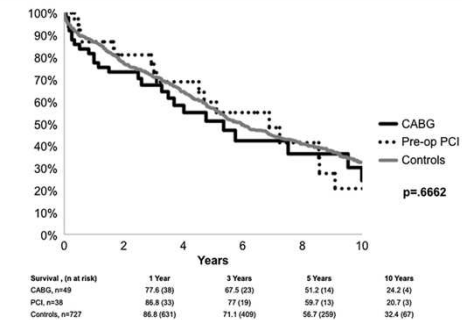 100%
90%
80%
70%
60%
50%
40%
30%
20%
10%
0%
0 2 4 6 8 10
Years
CABG
Pre-op PCI
Controls
p=.6662
Survival , (n at risk) 1 Year 3 Years 5 Years 10 Years
CABG, n=49 77.6 (38) 67.5 (23) 51.2 (14) 24.2 (4)
PCI, n=38 86.8 (33) 77 (19) 59.7 (13) 20.7 (3)
Controls, n=727 86.8 (631) 71.1 (409) 56.7 (259) 32.4 (67)